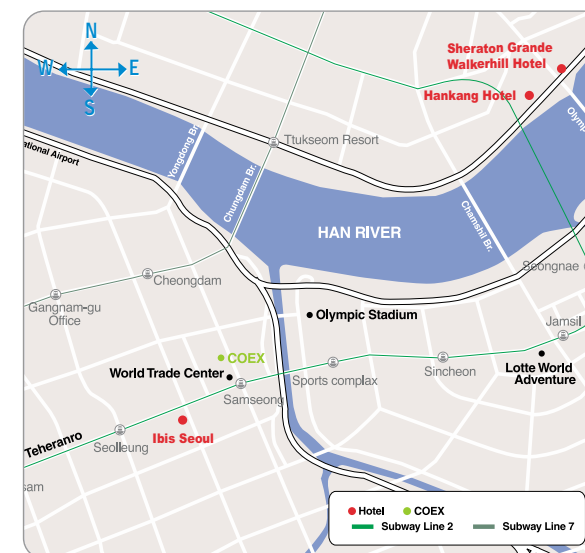 N
W E
S
Sheraton Grande
Walkerhill Hotel
Hankang Hotel
Olymp
Ttukseom Resort
ational Airport
Yongdong Br.
Chungdam Br.
Chamshil Br.
HAN RIVER
Seongnae
Cheongdam
Gangnam-gu
Office
Olympic Stadium
Jamsil
COEX
World Trade Center
Samseong
Sports complax
Sincheon
Lotte World
Adventure
Teheranro
Seolleung
Ibis Seoul
sam
Hotel COEX
Subway Line 2 Subway Line 7